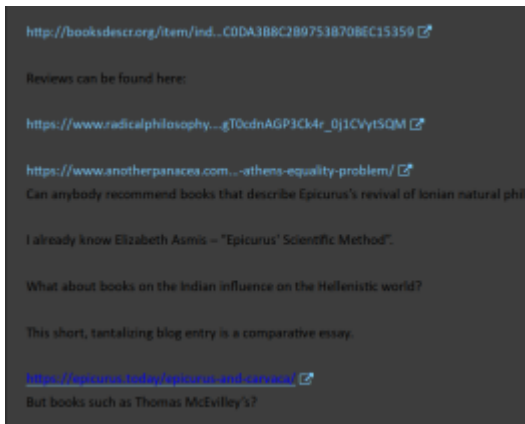 http://booksdescr.org/item/ind...C0DA3B8C2B9753B70BEC15359
Reviews can be found here:
https://www.radicalphilosophy....gT0cdnAGP3Ck4r_0j1CVytSQM
https://www.anotherpanacea.com...-athens-equality-problem/
Can anybody recommend books that describe Epicurus's revival of Ionian natural phil
I already know Elizabeth Asmis – "Epicurus' Scientific Method".
What about books on the Indian influence on the Hellenistic world?
This short, tantalizing blog entry is a comparative essay.
https://epicurus.today/epicurus-and-carvaca/
But books such as Thomas McEvilley's?